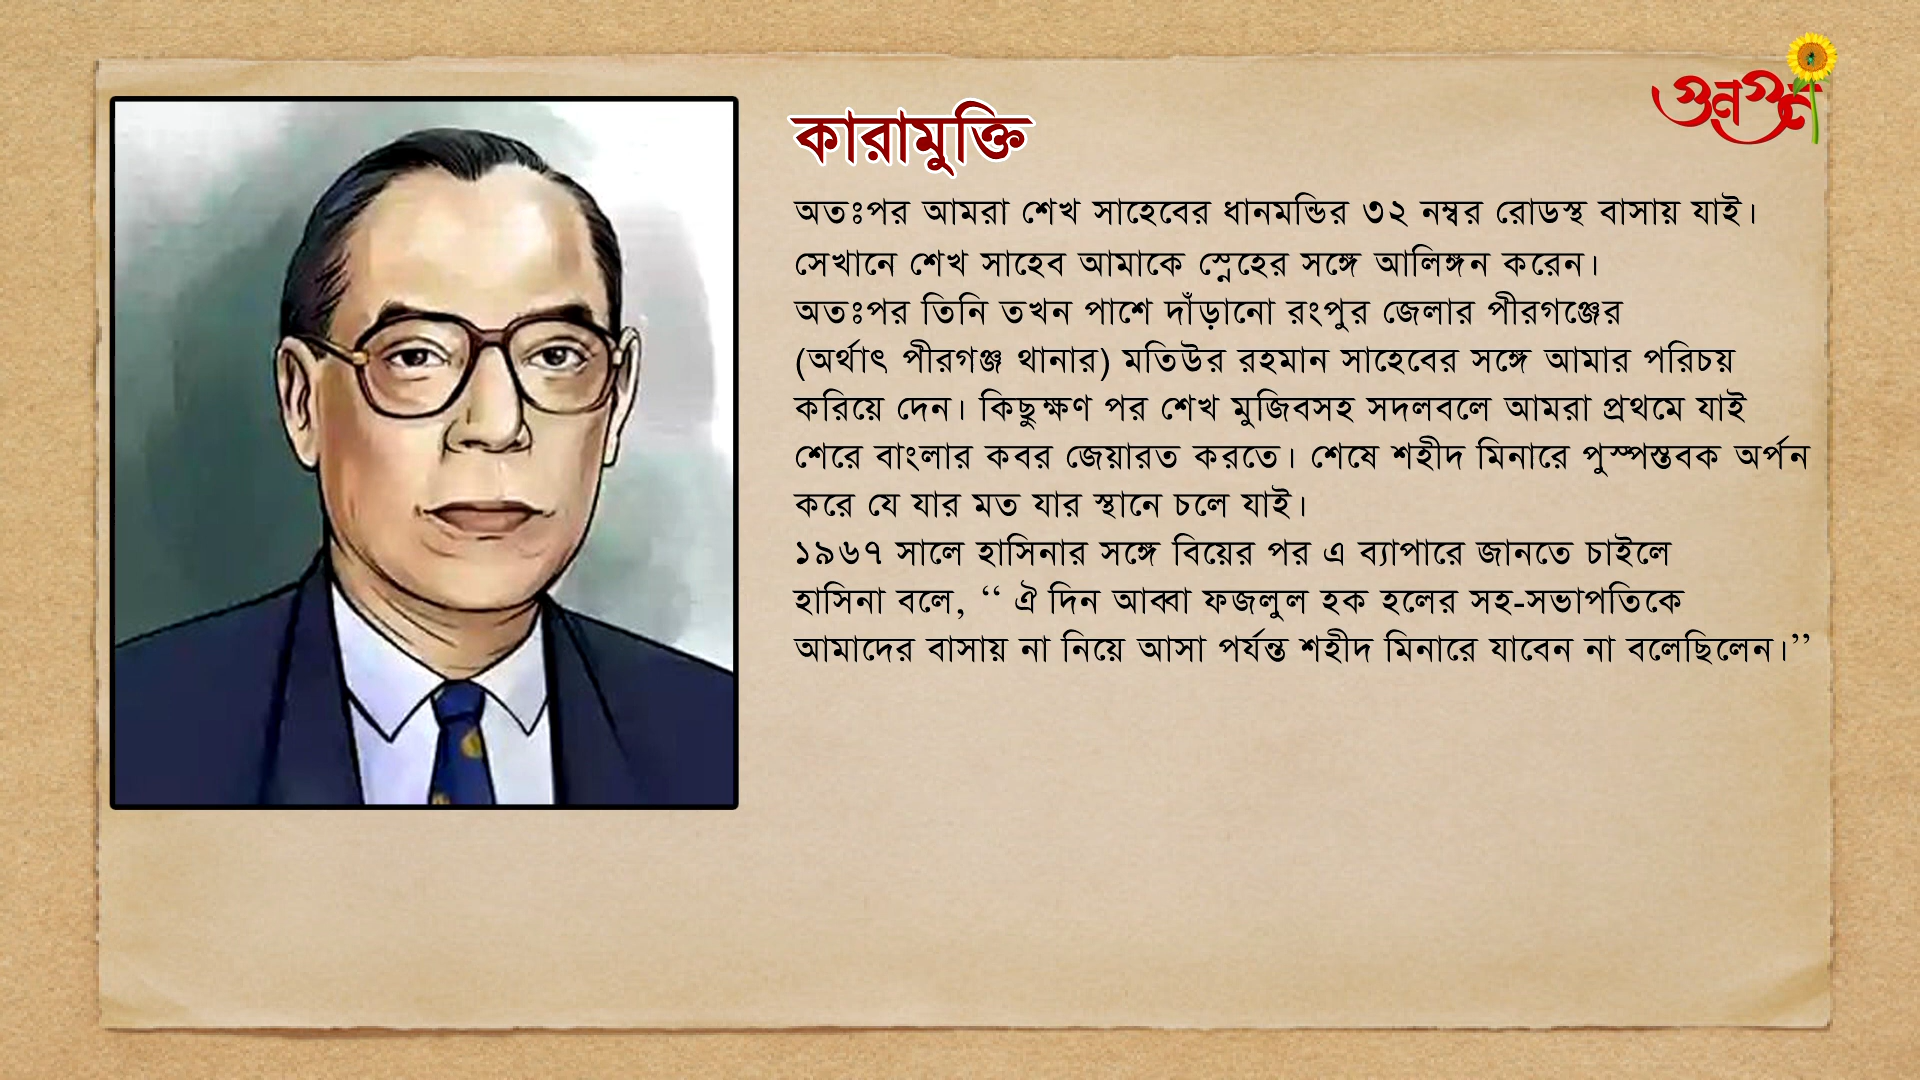 গুনগুন
কারামুক্তি
অতঃপর আমরা শেখ সাহেবের ধানমন্ডির ৩২ নম্বর রোডস্থ বাসায় যাই।
সেখানে শেখ সাহেব আমাকে স্নেহের সঙ্গে আলিঙ্গন করেন।
অতঃপর তিনি তখন পাশে দাঁড়ানো রংপুর জেলার পীরগঞ্জের
(অর্থাৎ পীরগঞ্জ থানার) মতিউর রহমান সাহেবের সঙ্গে আমার পরিচয়
করিয়ে দেন। কিছুক্ষণ পর শেখ মুজিবসহ সদলবলে আমরা প্রথমে যাই
শেরে বাংলার কবর জেয়ারত করতে। শেষে শহীদ মিনারে পুস্পস্তবক অর্পন
করে যে যার মত যার স্থানে চলে যাই।
১৯৬৭ সালে হাসিনার সঙ্গে বিয়ের পর এ ব্যাপারে জানতে চাইলে
হাসিনা বলে, ‘‘ ঐ দিন আব্বা ফজলুল হক হলের সহ-সভাপতিকে
আমাদের বাসায় না নিয়ে আসা পর্যন্ত শহীদ মিনারে যাবেন না বলেছিলেন।’’